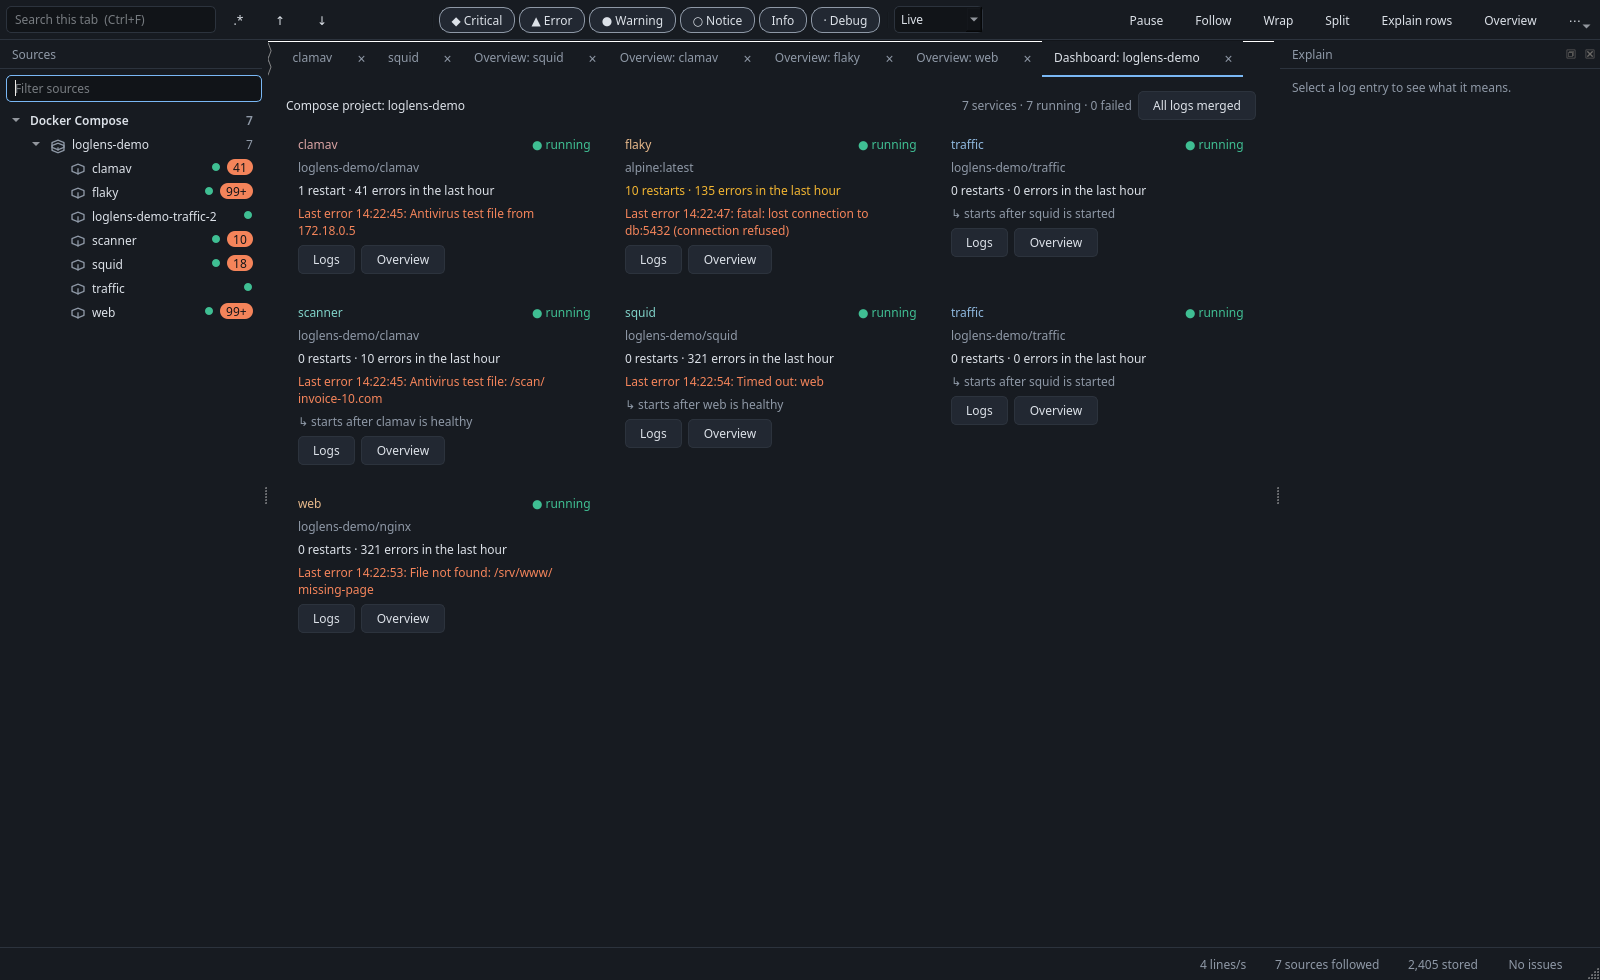 Search this tab (Ctrl+F) .* ↑ ↓ ◆ Critical ▲ Error ● Warning ○ Notice Info · Debug Live Pause Follow Wrap Split Explain rows Overview ...
Sources
Filter sources
Docker Compose 7
loglens-demo 7
clamav 41
flaky 99+
loglens-demo-traffic-2
scanner 10
squid 18
traffic
web 99+
clamav × squid × Overview: squid × Overview: clamav × Overview: flaky × Overview: web × Dashboard: loglens-demo ×
Compose project: loglens-demo 7 services · 7 running · 0 failed All logs merged
clamav ● running
loglens-demo/clamav
1 restart · 41 errors in the last hour
Last error 14:22:45: Antivirus test file from
172.18.0.5
Logs Overview
flaky ● running
alpine:latest
10 restarts · 135 errors in the last hour
Last error 14:22:47: fatal: lost connection to
db:5432 (connection refused)
Logs Overview
traffic ● running
loglens-demo/traffic
0 restarts · 0 errors in the last hour
↳ starts after squid is started
Logs Overview
scanner ● running
loglens-demo/clamav
0 restarts · 10 errors in the last hour
Last error 14:22:45: Antivirus test file: /scan/
invoice-10.com
↳ starts after clamav is healthy
Logs Overview
squid ● running
loglens-demo/squid
0 restarts · 321 errors in the last hour
Last error 14:22:54: Timed out: web
↳ starts after web is healthy
Logs Overview
traffic ● running
loglens-demo/traffic
0 restarts · 0 errors in the last hour
↳ starts after squid is started
Logs Overview
web ● running
loglens-demo/nginx
0 restarts · 321 errors in the last hour
Last error 14:22:53: File not found: /srv/www/
missing-page
Logs Overview
Explain
Select a log entry to see what it means.
4 lines/s 7 sources followed 2,405 stored No issues